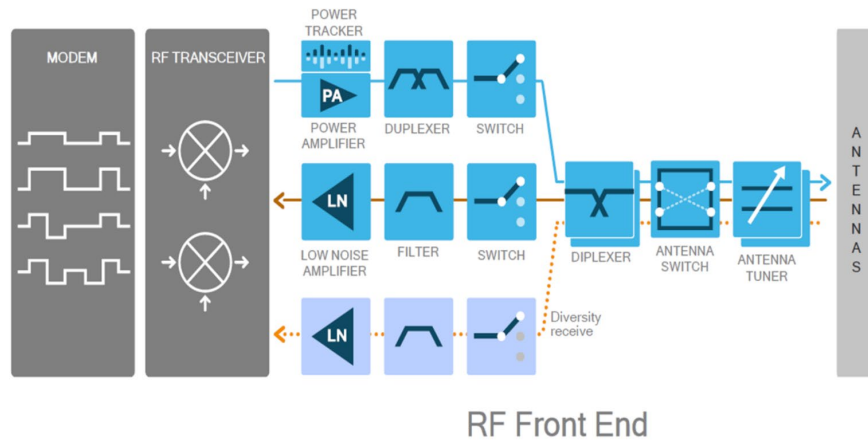 POWER
TRACKER
MODEM
RF TRANSCEIVER
PA
POWER
AMPLIFIER
DUPLEXER
SWITCH
LN
LOW NOISE
AMPLIFIER
FILTER
SWITCH
DIPLEXER
ANTENNA
SWITCH
ANTENNA
TUNER
ANTENNAS
LN
Diversity
receive
RF Front End